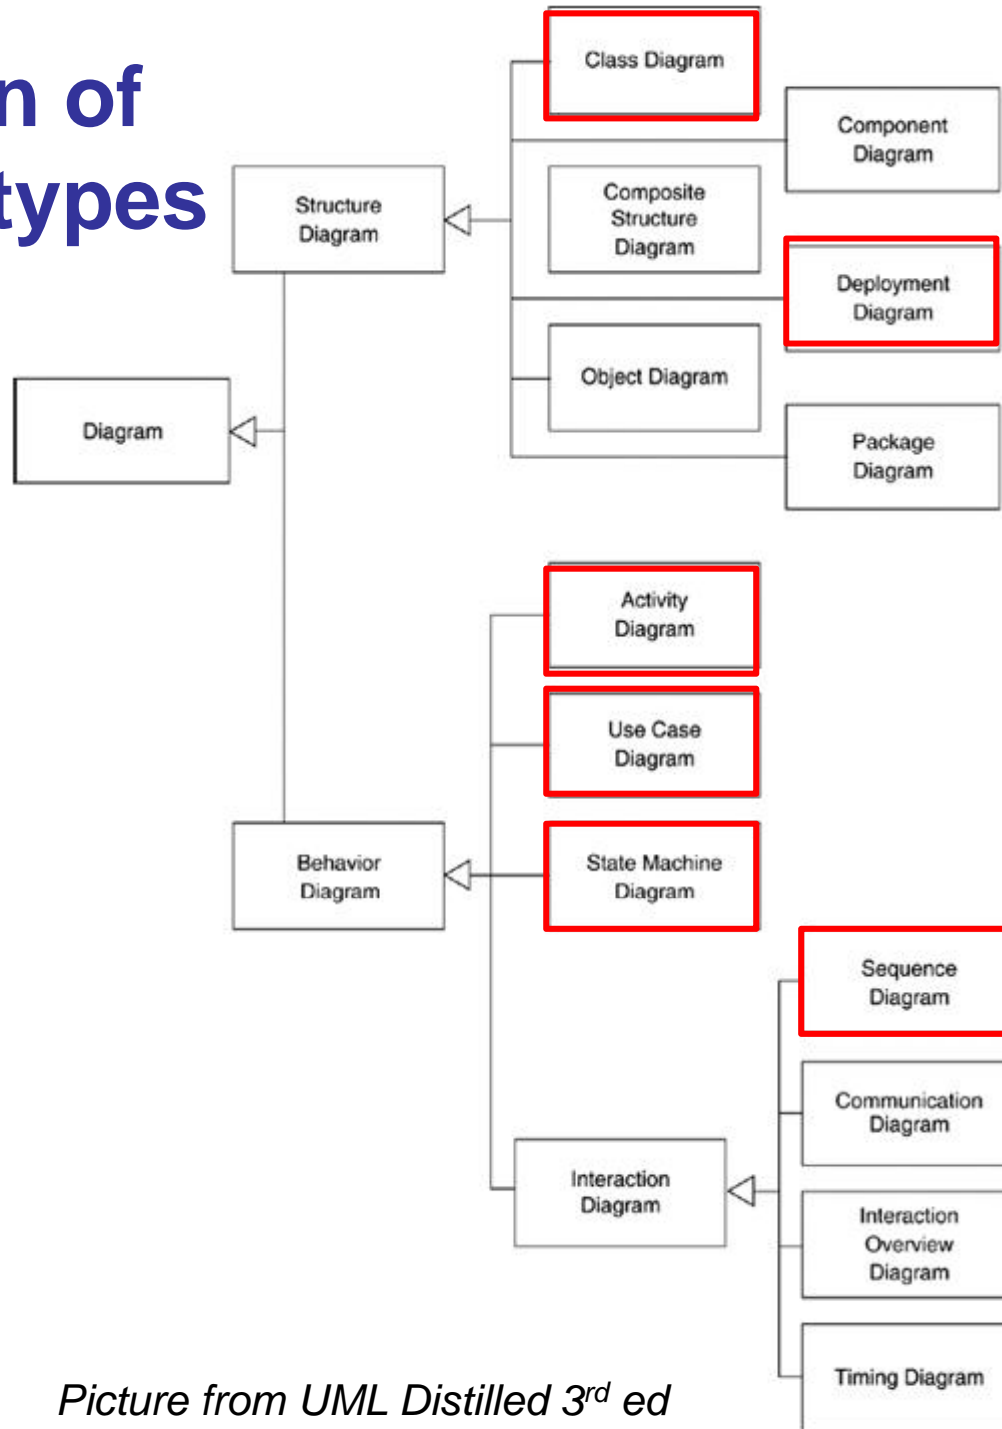 n of
types
Class Diagram
Component
Diagram
Structure
Diagram
Composite
Structure
Diagram
Deployment
Diagram
Object Diagram
Diagram
Package
Diagram
Activity
Diagram
Use Case
Diagram
Behavior
Diagram
State Machine
Diagram
Sequence
Diagram
Communication
Diagram
Interaction
Diagram
Interaction
Overview
Diagram
Timing Diagram
Picture from UML Distilled 3rd ed